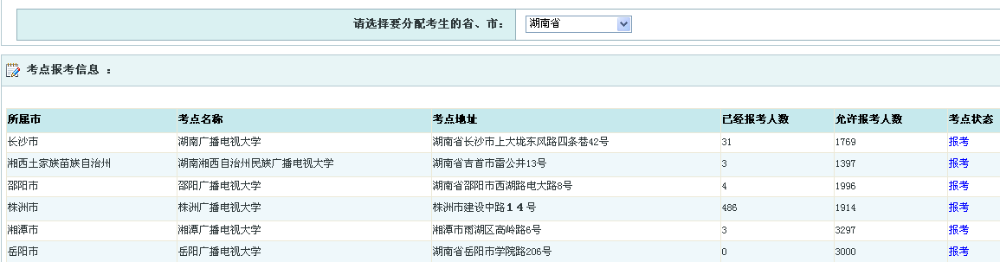 请选择要分配考生的省、市： 湖南省
考点报考信息 ：
所属市 考点名称 考点地址 已经报考人数 允许报考人数 考点状态
长沙市 湖南广播电视大学 湖南省长沙市上大垅东风路四条巷42号 31 1769 报考
湘西土家族苗族自治州 湖南湘西自治州民族广播电视大学 湖南省吉首市雷公井13号 3 1397 报考
邵阳市 邵阳广播电视大学 湖南省邵阳市西湖路电大路8号 4 1996 报考
株洲市 株洲广播电视大学 株洲市建设中路１４号 486 1914 报考
湘潭市 湘潭广播电视大学 湘潭市雨湖区高岭路6号 3 3297 报考
岳阳市 岳阳广播电视大学 湖南省岳阳市学院路206号 0 3000 报考